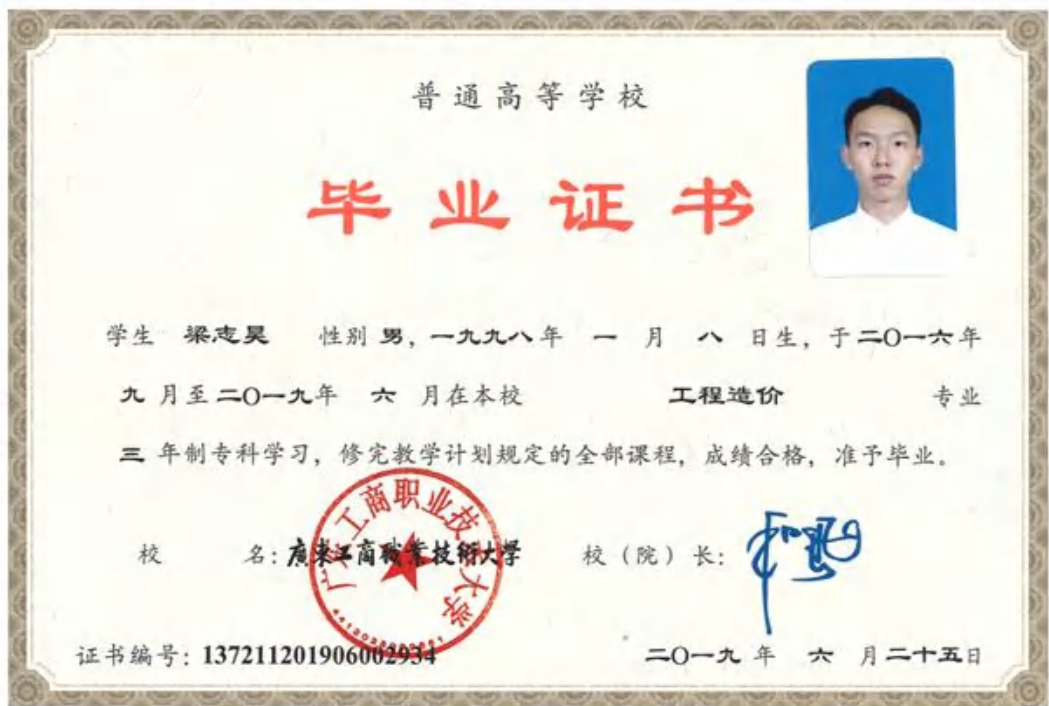 普通高等学校
毕业证书
学生 梁志昊 性别 男，一九九八年 一 月 八 日生，于二〇一六年
九 月至二〇一九年 六 月在本校 工程造价 专业
三 年制专科学习，修完教学计划规定的全部课程，成绩合格，准予毕业。
校 名：廣東工商職業技術大学 校（院）长：
广东工商职业技术大学
证书编号：137211201906002934 二〇一九 年 六 月二十五日